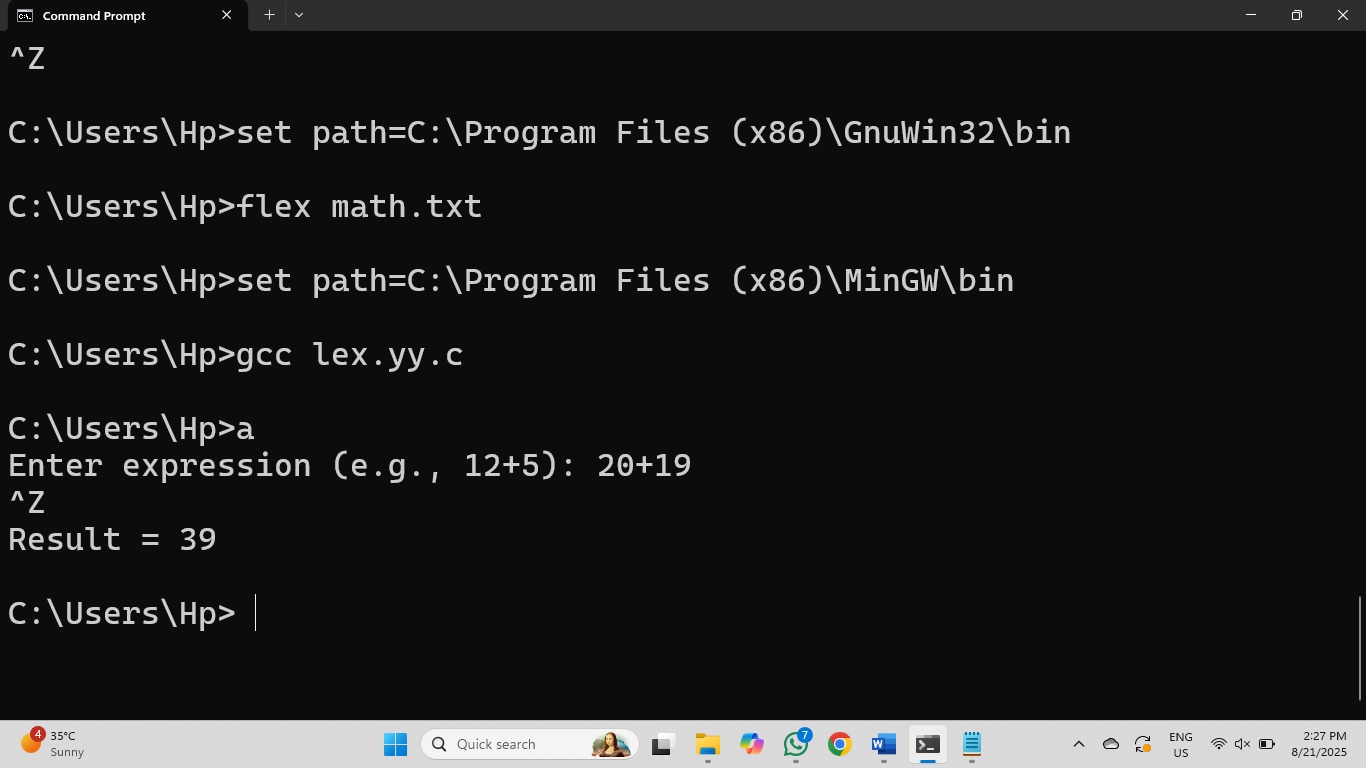 Command Prompt
^Z
C:\Users\Hp>set path=C:\Program Files (x86)\GnuWin32\bin
C:\Users\Hp>flex math.txt
C:\Users\Hp>set path=C:\Program Files (x86)\MinGW\bin
C:\Users\Hp>gcc lex.yy.c
C:\Users\Hp>a
Enter expression (e.g., 12+5): 20+19
^Z
Result = 39
C:\Users\Hp>
4
35°C
Sunny
Quick search
7
ENG
US
2:27 PM
8/21/2025